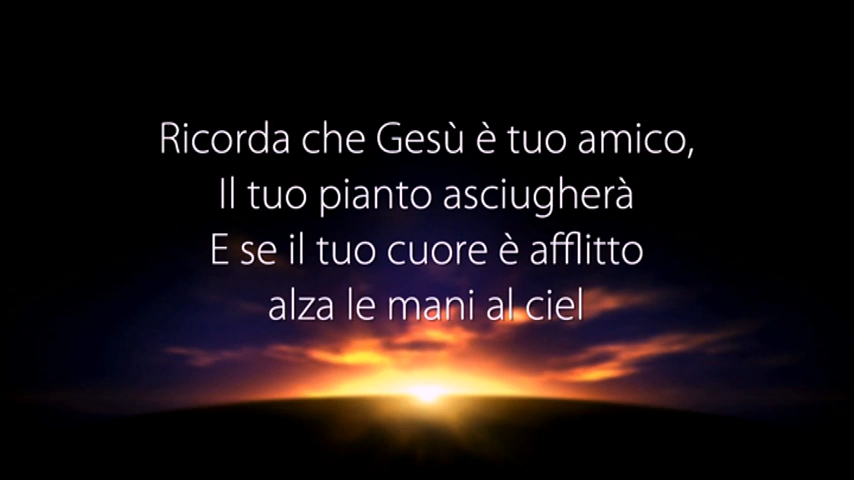 Ricorda che Gesù è tuo amico,
Il tuo pianto asciugherà
E se il tuo cuore è afflitto
alza le mani al ciel